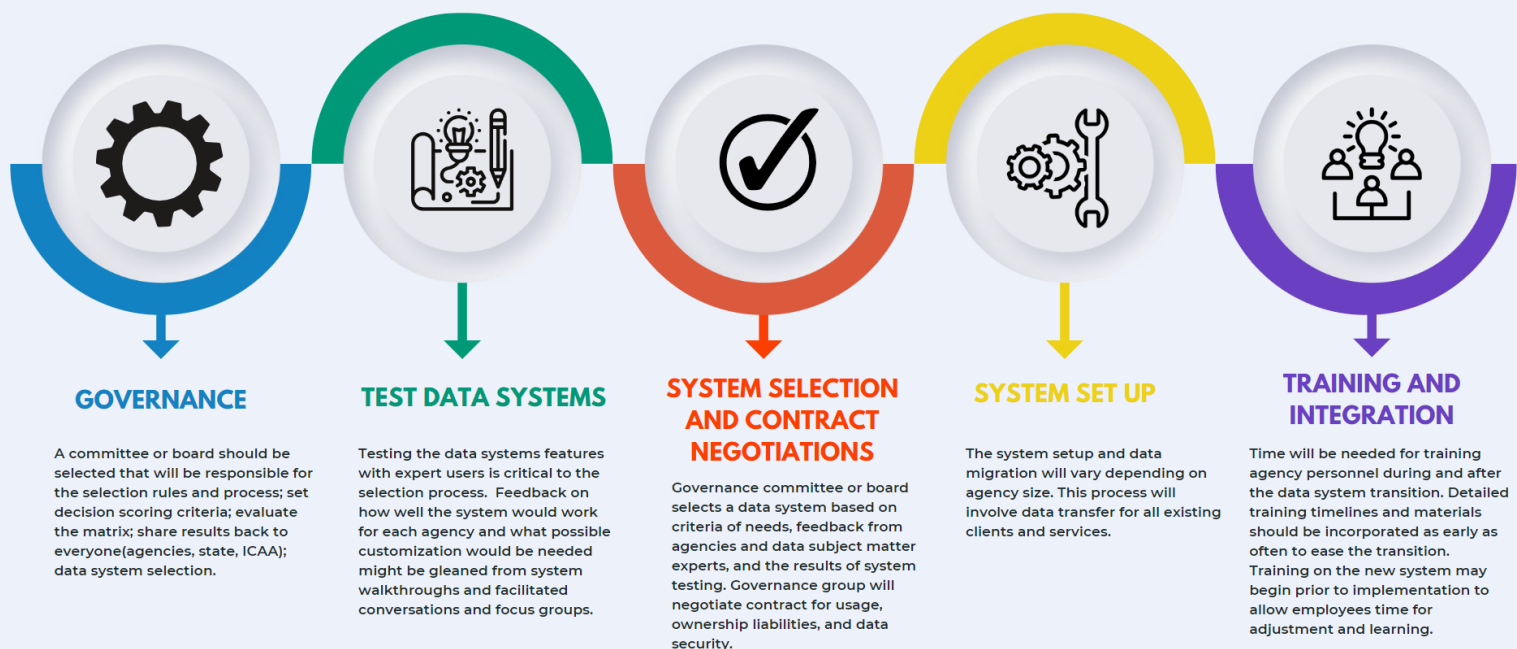 GOVERNANCE
A committee or board should be
selected that will be responsible for
the selection rules and process; set
decision scoring criteria; evaluate
the matrix; share results back to
everyone(agencies, state, ICAA);
data system selection.
TEST DATA SYSTEMS
Testing the data systems features
with expert users is critical to the
selection process.  Feedback on
how well the system would work
for each agency and what possible
customization would be needed
might be gleaned from system
walkthroughs and facilitated
conversations and focus groups.
SYSTEM SELECTION
AND CONTRACT
NEGOTIATIONS
Governance committee or board
selects a data system based on
criteria of needs, feedback from
agencies and data subject matter
experts, and the results of system
testing. Governance group will
negotiate contract for usage,
ownership liabilities, and data
security.
SYSTEM SET UP
The system setup and data
migration will vary depending on
agency size. This process will
involve data transfer for all existing
clients and services.
TRAINING AND
INTEGRATION
Time will be needed for training
agency personnel during and after
the data system transition. Detailed
training timelines and materials
should be incorporated as early as
often to ease the transition.
Training on the new system may
begin prior to implementation to
allow employees time for
adjustment and learning.